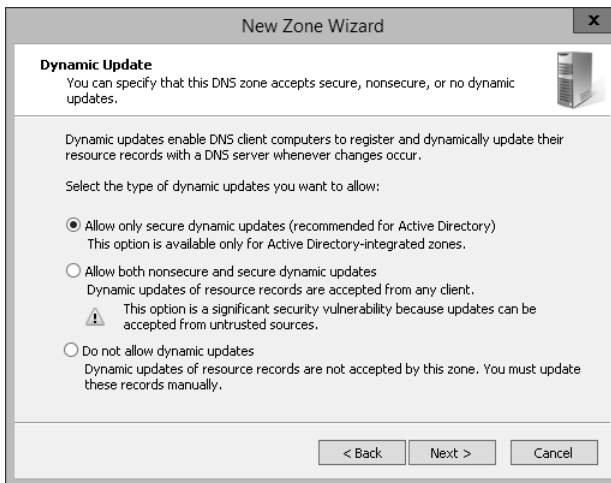 New Zone Wizard
x
Dynamic Update
You can specify that this DNS zone accepts secure, nonsecure, or no dynamic
updates.
Dynamic updates enable DNS client computers to register and dynamically update their
resource records with a DNS server whenever changes occur.
Select the type of dynamic updates you want to allow:
Allow only secure dynamic updates (recommended for Active Directory)
This option is available only for Active Directory-integrated zones.
Allow both nonsecure and secure dynamic updates
Dynamic updates of resource records are accepted from any client.
This option is a significant security vulnerability because updates can be
accepted from untrusted sources.
Do not allow dynamic updates
Dynamic updates of resource records are not accepted by this zone. You must update
these records manually.
< Back Next > Cancel